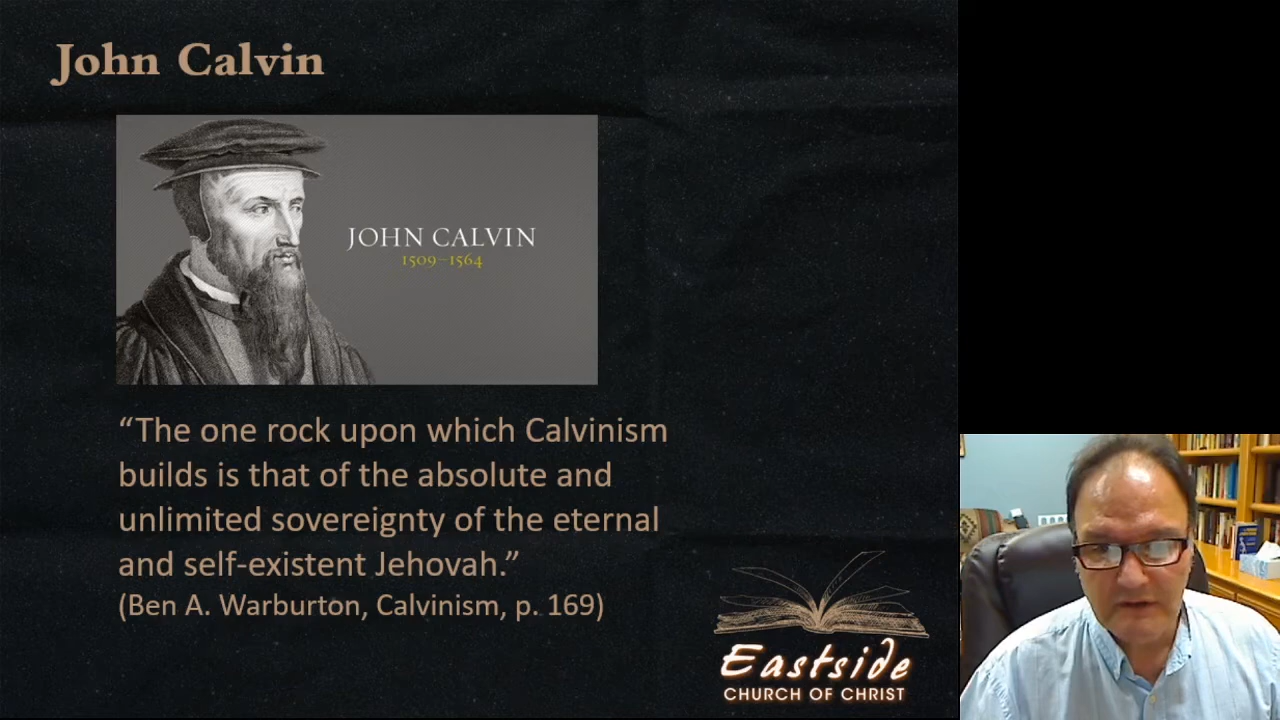 John Calvin
JOHN CALVIN
1509–1564
“The one rock upon which Calvinism
builds is that of the absolute and
unlimited sovereignty of the eternal
and self-existent Jehovah.”
(Ben A. Warburton, Calvinism, p. 169)
Eastside
CHURCH OF CHRIST